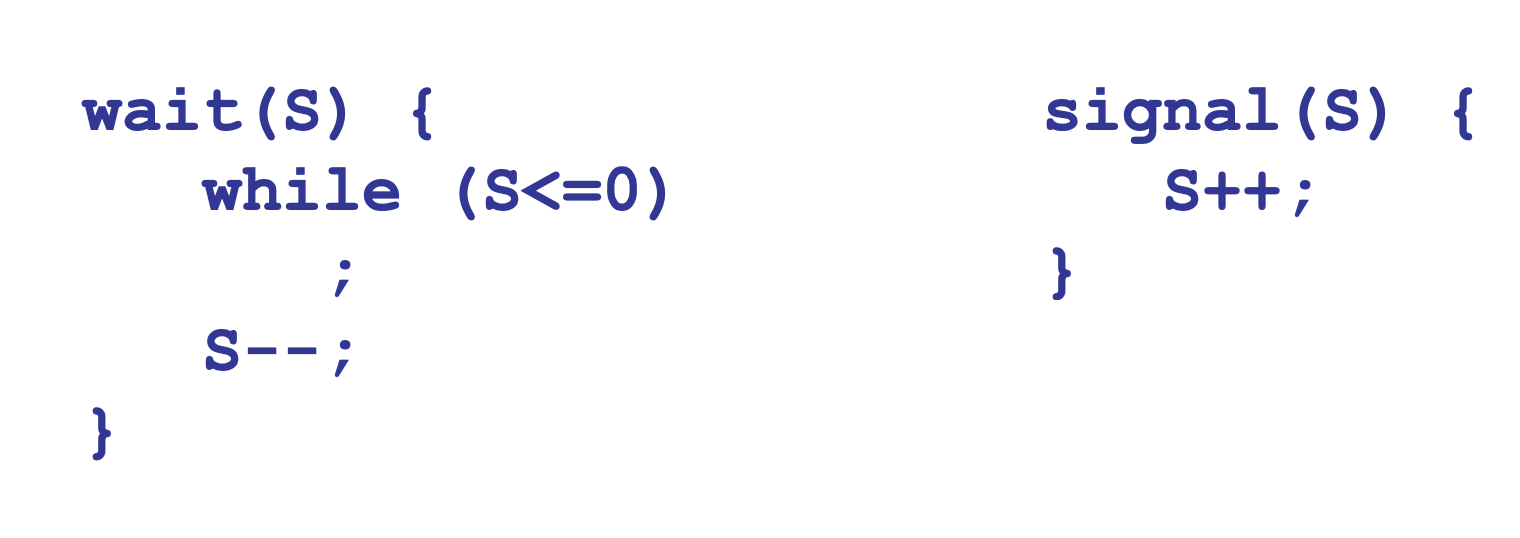 wait(S) {
while (S<=0)
;
S--;
}
signal(S) {
S++;
}